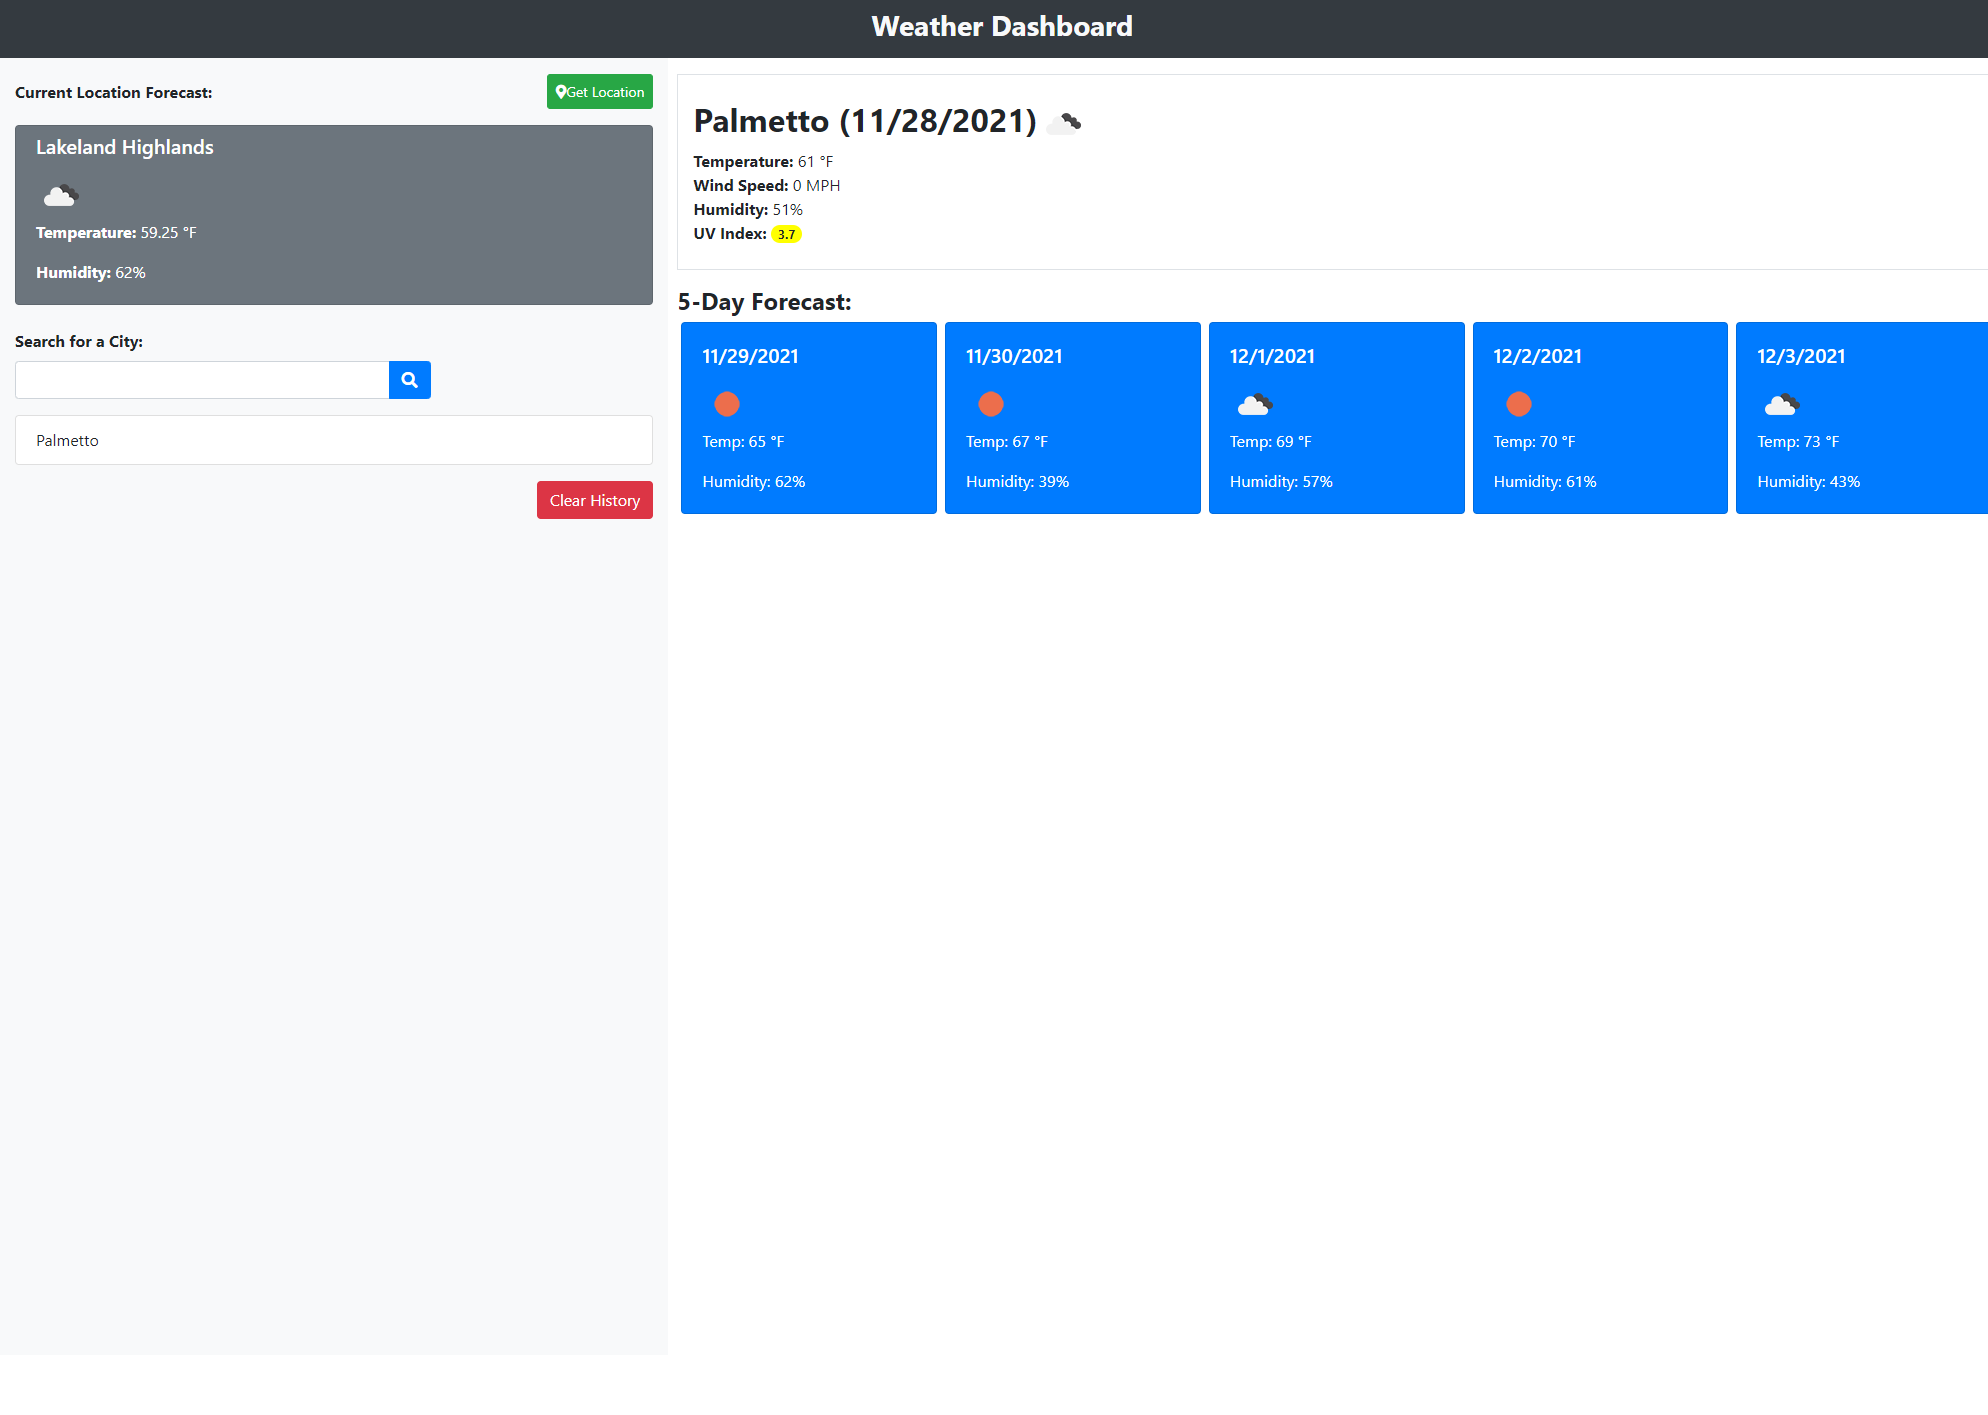 Weather Dashboard
Current Location Forecast:
Get Location
Lakeland Highlands
Temperature: 59.25 °F
Humidity: 62%
Search for a City:
Palmetto
Clear History
Palmetto (11/28/2021)
Temperature: 61 °F
Wind Speed: 0 MPH
Humidity: 51%
UV Index: 3.7
5-Day Forecast:
11/29/2021
Temp: 65 °F
Humidity: 62%
11/30/2021
Temp: 67 °F
Humidity: 39%
12/1/2021
Temp: 69 °F
Humidity: 57%
12/2/2021
Temp: 70 °F
Humidity: 61%
12/3/2021
Temp: 73 °F
Humidity: 43%